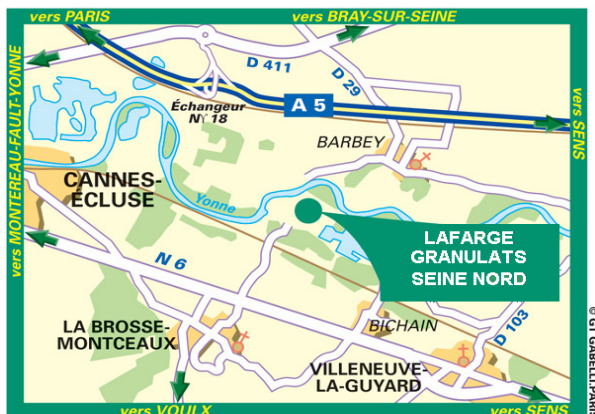 vers PARIS
vers BRAY-SUR-SEINE
vers MONTEREAU-FAULT-YONNE
D 411
D 29
Échangeur
N° 18
A 5
vers SENS
BARBEY
CANNES-
ÉCLUSE
Yonne
LAFARGE
GRANULATS
SEINE NORD
N 6
LA BROSSE-
MONTCEAUX
BICHAIN
D 103
VILLENEUVE-
LA-GUYARD
vers VOULX
vers SENS
© GT GABELLI.PARIS